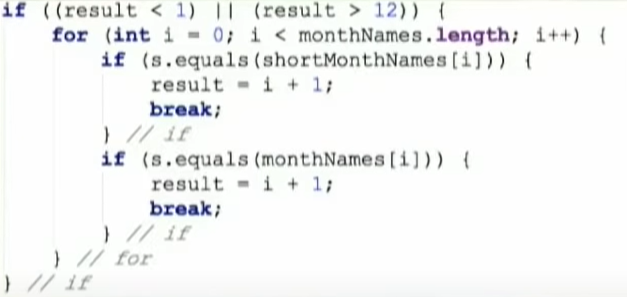 if ((result < 1) || (result > 12)) {
for (int i = 0; i < monthNames.length; i++) {
if (s.equals(shortMonthNames[i])) {
result = i + 1;
break;
} // if
if (s.equals(monthNames[i])) {
result = i + 1;
break;
} // if
} // for
} // if